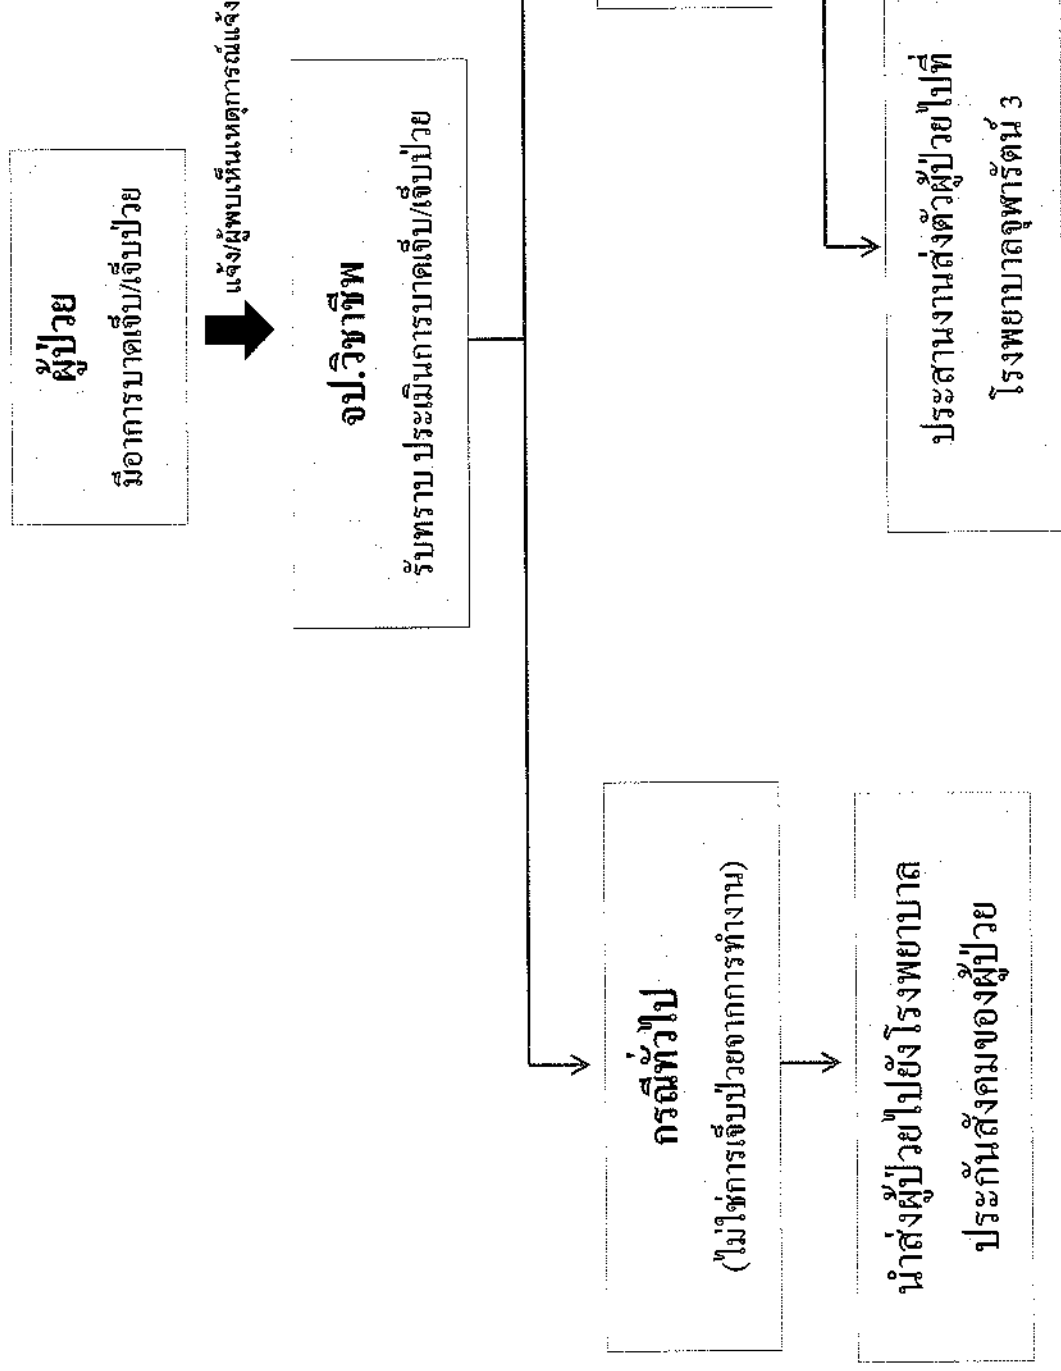 ผู้ป่วย
มีอาการบาดเจ็บ/เจ็บป่วย
แจ้ง/ผู้พบเห็นเหตุการณ์แจ้ง
จป.วิชาชีพ
รับทราบ ประเมินการบาดเจ็บ/เจ็บป่วย
กรณีทั่วไป
(ไม่ใช่การเจ็บป่วยจากการทำงาน)
นำส่งผู้ป่วยไปยังโรงพยาบาล
ประกันสังคมของผู้ป่วย
ประสานงานส่งตัวผู้ป่วยไปที่
โรงพยาบาลจุฬารัตน์ 3